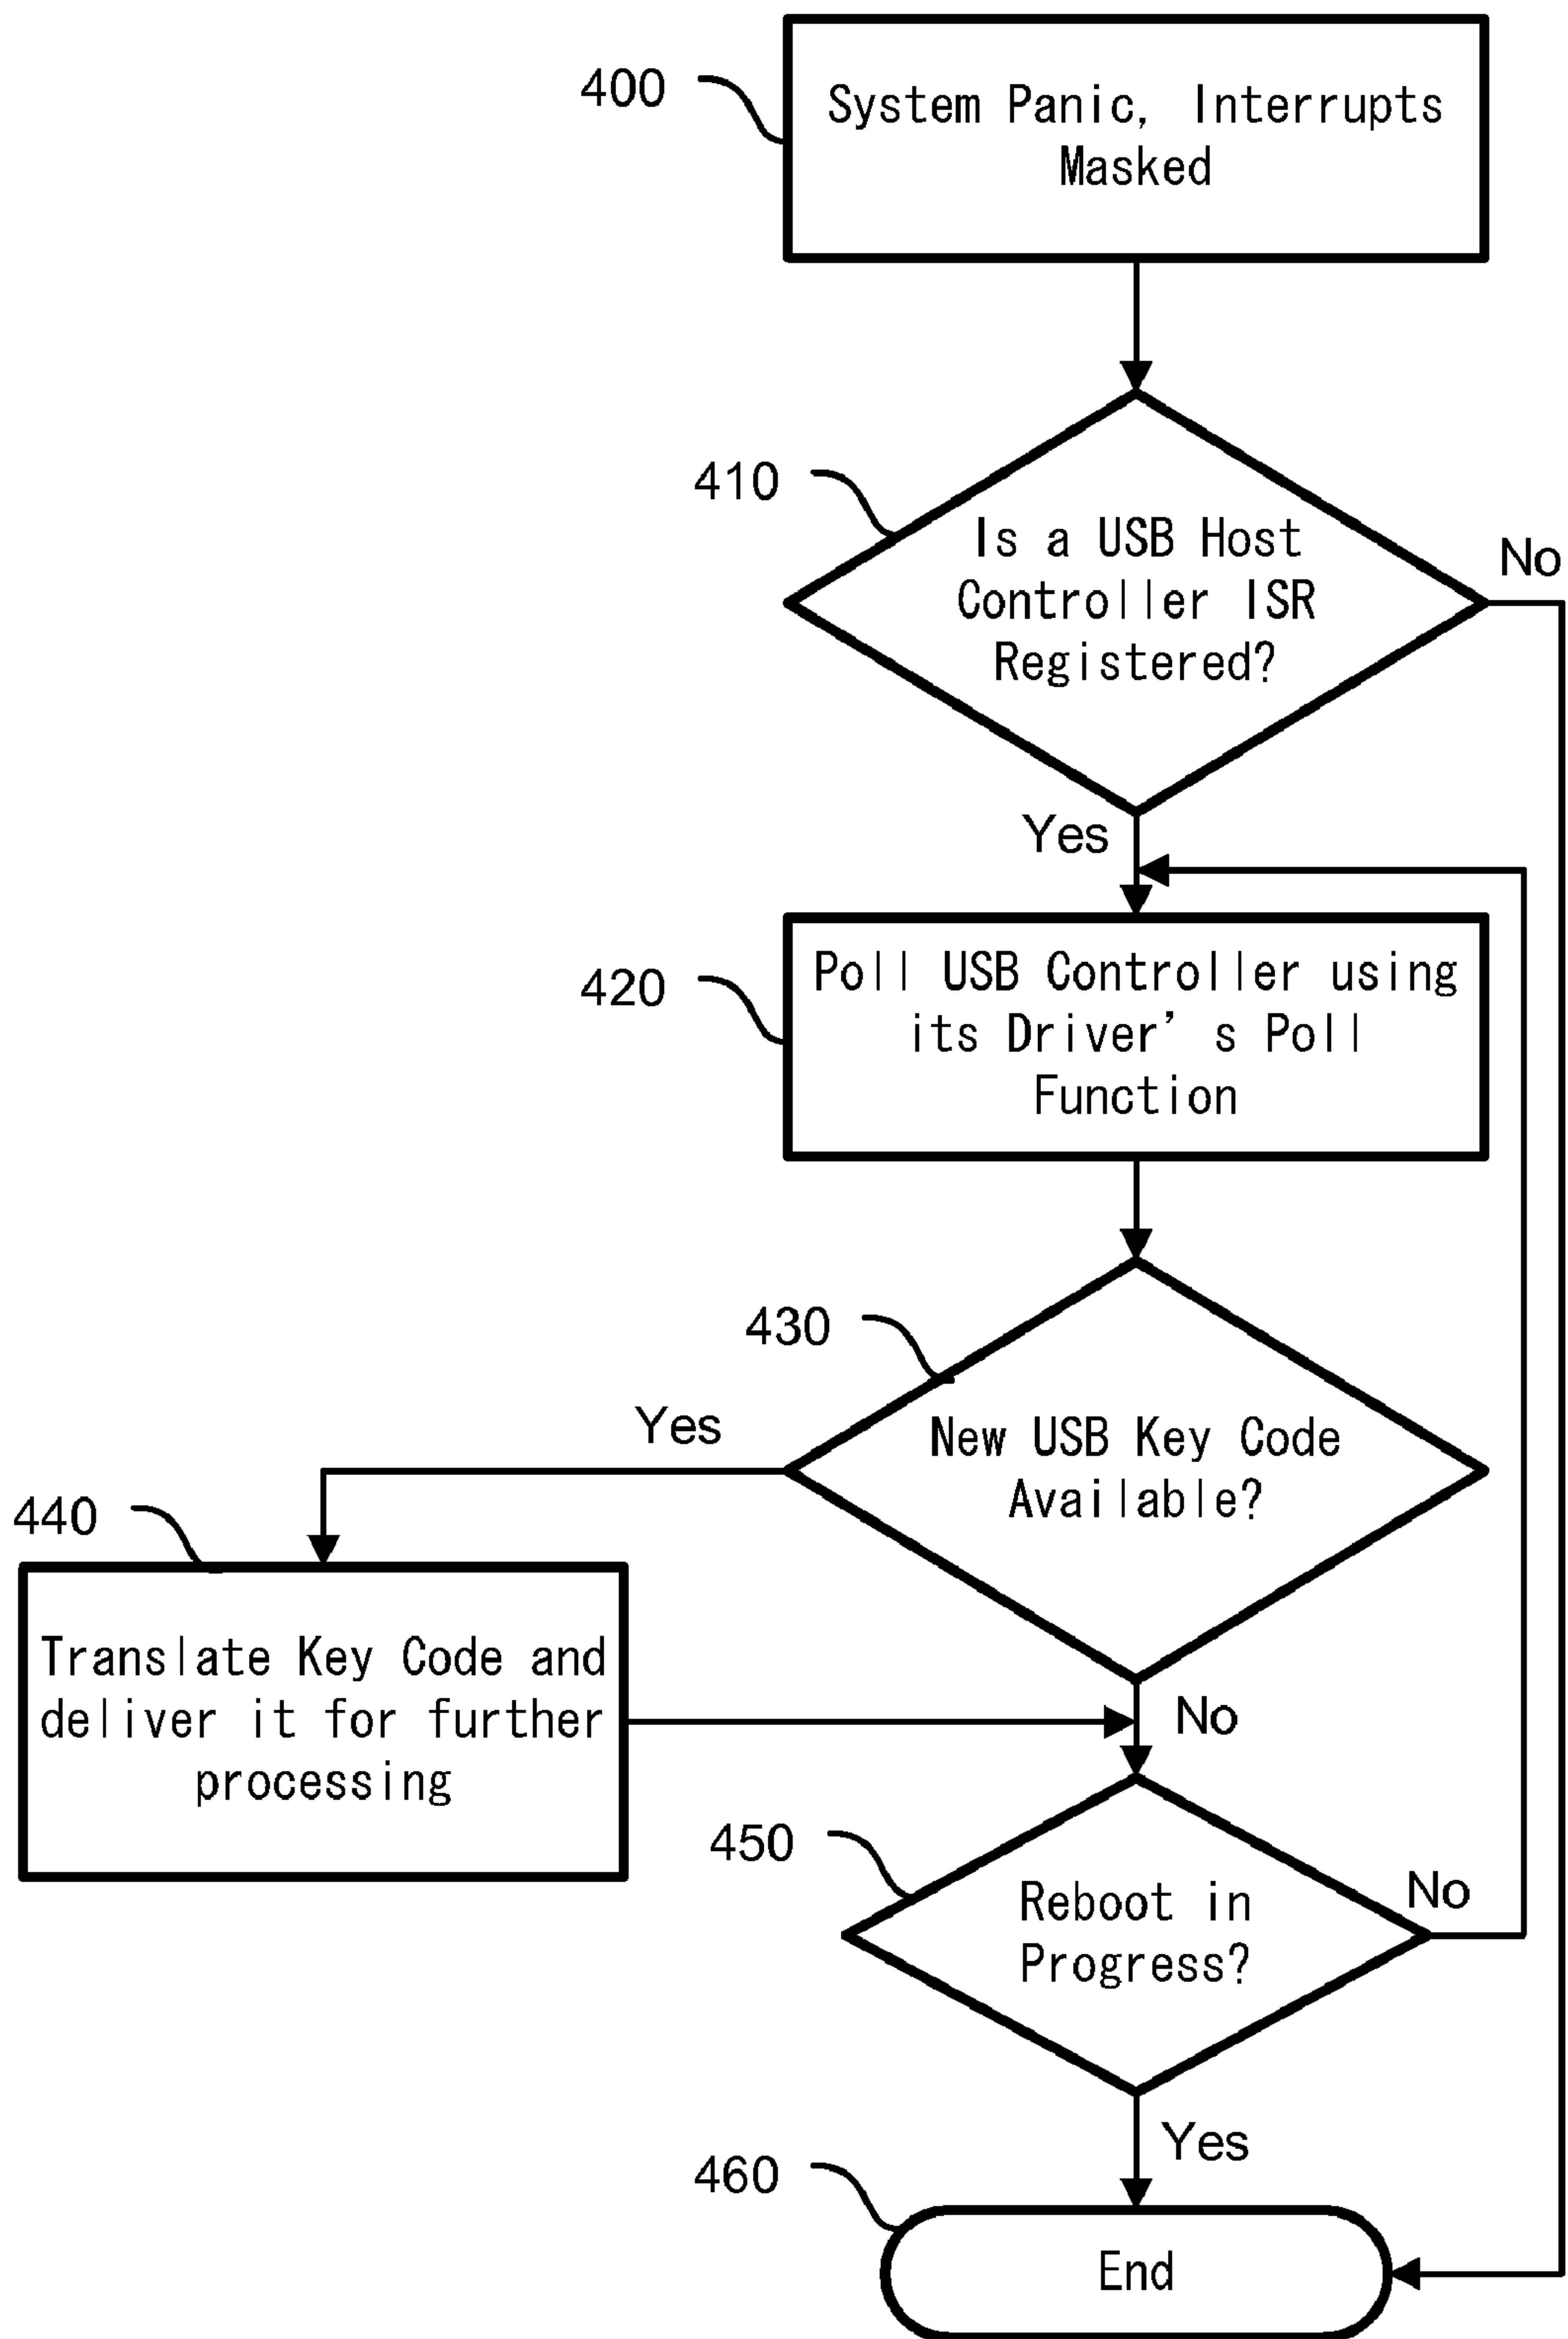 400
System Panic, Interrupts
Masked
410
Is a USB Host
Controller ISR
Registered?
No
Yes
420
Poll USB Controller using
its Driver's Poll
Function
430
New USB Key Code
Available?
Yes
440
Translate Key Code and
deliver it for further
processing
No
450
Reboot in
Progress?
No
Yes
460
End